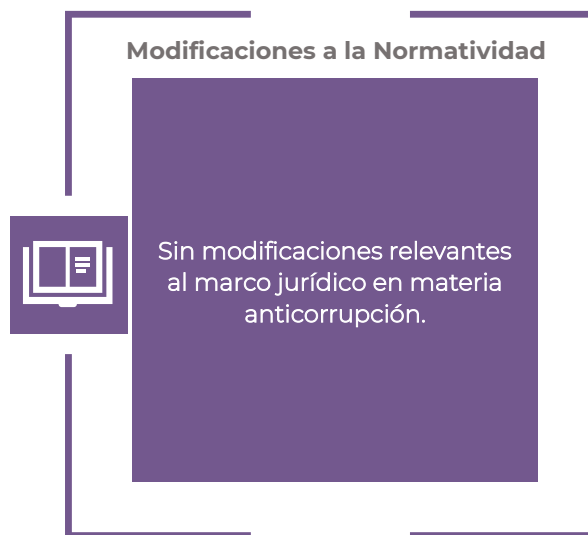 Modificaciones a la Normatividad
Sin modificaciones relevantes
al marco jurídico en materia
anticorrupción.